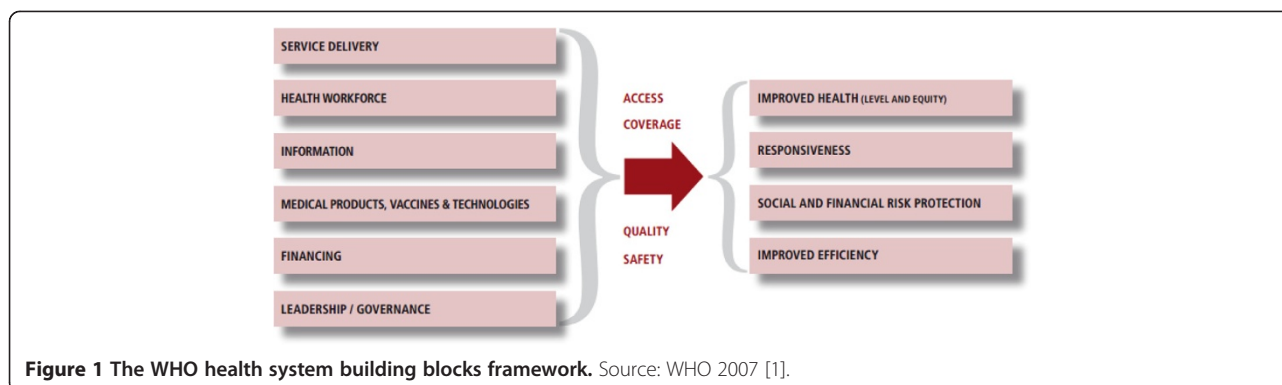 SERVICE DELIVERY
HEALTH WORKFORCE
INFORMATION
MEDICAL PRODUCTS, VACCINES & TECHNOLOGIES
FINANCING
LEADERSHIP / GOVERNANCE
ACCESS
COVERAGE
QUALITY
SAFETY
IMPROVED HEALTH (LEVEL AND EQUITY)
RESPONSIVENESS
SOCIAL AND FINANCIAL RISK PROTECTION
IMPROVED EFFICIENCY
Figure 1 The WHO health system building blocks framework. Source: WHO 2007 [1].